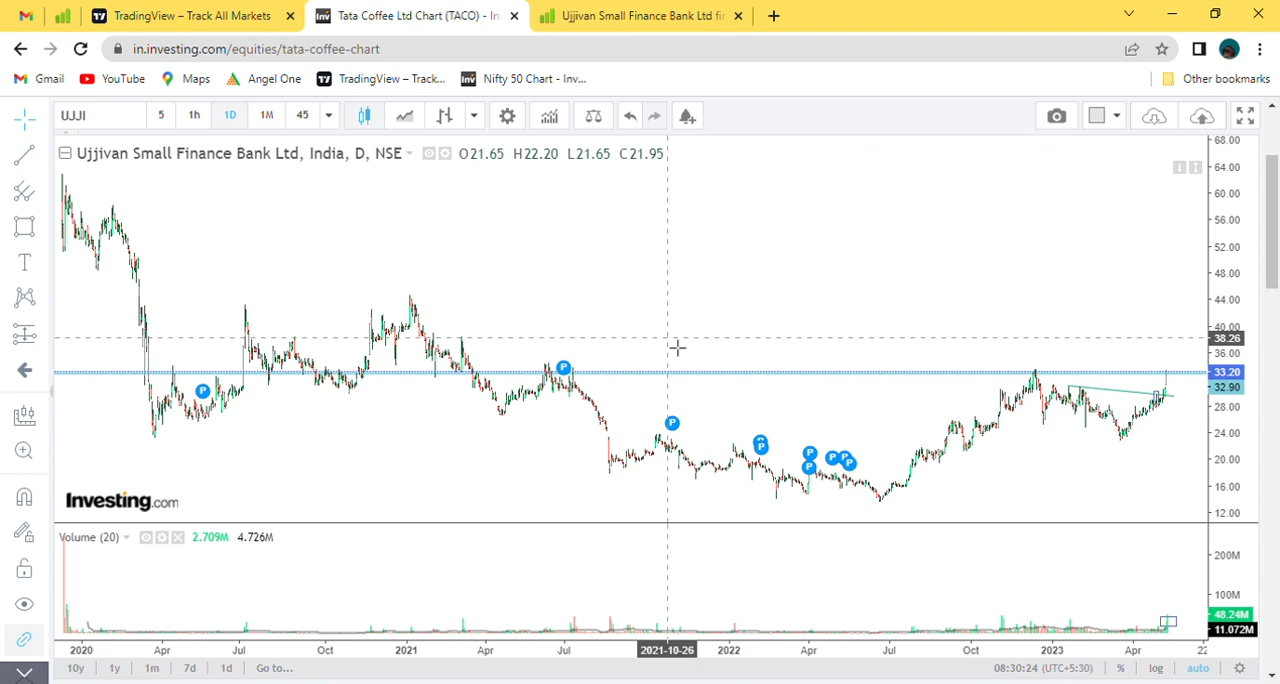 TradingView – Track All Markets
Tata Coffee Ltd Chart (TACO) - In
Ujjivan Small Finance Bank Ltd fi
in.investing.com/equities/tata-coffee-chart
Gmail
YouTube
Maps
Angel One
TradingView – Track...
Nifty 50 Chart - Inv...
Other bookmarks
UJJI
5
1h
1D
1M
45
Ujjivan Small Finance Bank Ltd, India, D, NSE
O21.65 H22.20 L21.65 C21.95
68.00
64.00
60.00
56.00
52.00
48.00
44.00
40.00
38.26
36.00
33.20
32.90
28.00
24.00
20.00
16.00
12.00
P
P
P
P
P
P
P
P
P
Investing.com
Volume (20)
2.709M 4.726M
200M
100M
48.24M
11.072M
2020
Apr
Jul
Oct
2021
Apr
Jul
2021-10-26
2022
Apr
Jul
Oct
2023
Apr
22
10y
1y
1m
7d
1d
Go to...
08:30:24 (UTC+5:30)
%
log
auto